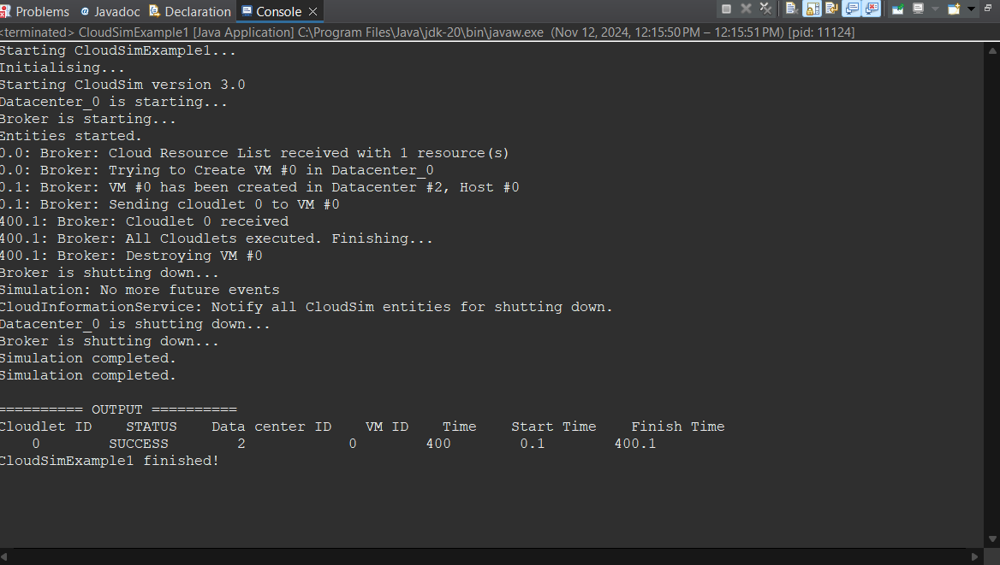 Problems @ Javadoc Declaration Console
<terminated> CloudSimExample1 [Java Application] C:\Program Files\Java\jdk-20\bin\javaw.exe (Nov 12, 2024, 12:15:50 PM – 12:15:51 PM) [pid: 11124]
Starting CloudSimExample1...
Initialising...
Starting CloudSim version 3.0
Datacenter_0 is starting...
Broker is starting...
Entities started.
0.0: Broker: Cloud Resource List received with 1 resource(s)
0.0: Broker: Trying to Create VM #0 in Datacenter_0
0.1: Broker: VM #0 has been created in Datacenter #2, Host #0
0.1: Broker: Sending cloudlet 0 to VM #0
400.1: Broker: Cloudlet 0 received
400.1: Broker: All Cloudlets executed. Finishing...
400.1: Broker: Destroying VM #0
Broker is shutting down...
Simulation: No more future events
CloudInformationService: Notify all CloudSim entities for shutting down.
Datacenter_0 is shutting down...
Broker is shutting down...
Simulation completed.
Simulation completed.
========== OUTPUT ==========
Cloudlet ID    STATUS    Data center ID    VM ID    Time    Start Time    Finish Time
    0        SUCCESS        2            0        400        0.1        400.1
CloudSimExample1 finished!